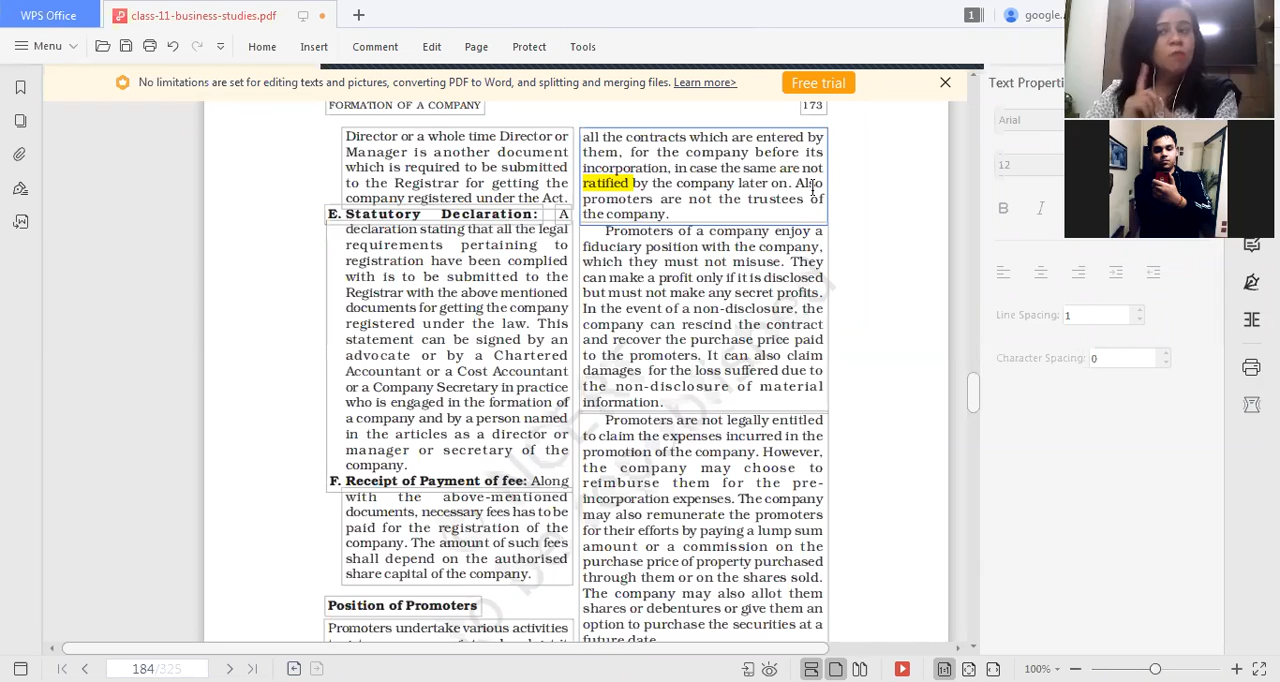 WPS Office
class-11-business-studies.pdf
1
google.
Menu
Home
Insert
Comment
Edit
Page
Protect
Tools
No limitations are set for editing texts and pictures, converting PDF to Word, and splitting and merging files. Learn more>
Free trial
Text Properti
Arial
12
B
I
Line Spacing:
1
Character Spacing:
0
FORMATION OF A COMPANY
173
Director or a whole time Director or
Manager is another document
which is required to be submitted
to the Registrar for getting the
company registered under the Act.
E. Statutory Declaration: A
declaration stating that all the legal
requirements pertaining to
registration have been complied
with is to be submitted to the
Registrar with the above mentioned
documents for getting the company
registered under the law. This
statement can be signed by an
advocate or by a Chartered
Accountant or a Cost Accountant
or a Company Secretary in practice
who is engaged in the formation of
a company and by a person named
in the articles as a director or
manager or secretary of the
company.
F. Receipt of Payment of fee: Along
with the above-mentioned
documents, necessary fees has to be
paid for the registration of the
company. The amount of such fees
shall depend on the authorised
share capital of the company.
Position of Promoters
Promoters undertake various activities
all the contracts which are entered by
them, for the company before its
incorporation, in case the same are not
ratified by the company later on. Also
promoters are not the trustees of
the company.
Promoters of a company enjoy a
fiduciary position with the company,
which they must not misuse. They
can make a profit only if it is disclosed
but must not make any secret profits.
In the event of a non-disclosure, the
company can rescind the contract
and recover the purchase price paid
to the promoters. It can also claim
damages for the loss suffered due to
the non-disclosure of material
information.
Promoters are not legally entitled
to claim the expenses incurred in the
promotion of the company. However,
the company may choose to
reimburse them for the pre-
incorporation expenses. The company
may also remunerate the promoters
for their efforts by paying a lump sum
amount or a commission on the
purchase price of property purchased
through them or on the shares sold.
The company may also allot them
shares or debentures or give them an
option to purchase the securities at a
future date.
184/325
100%